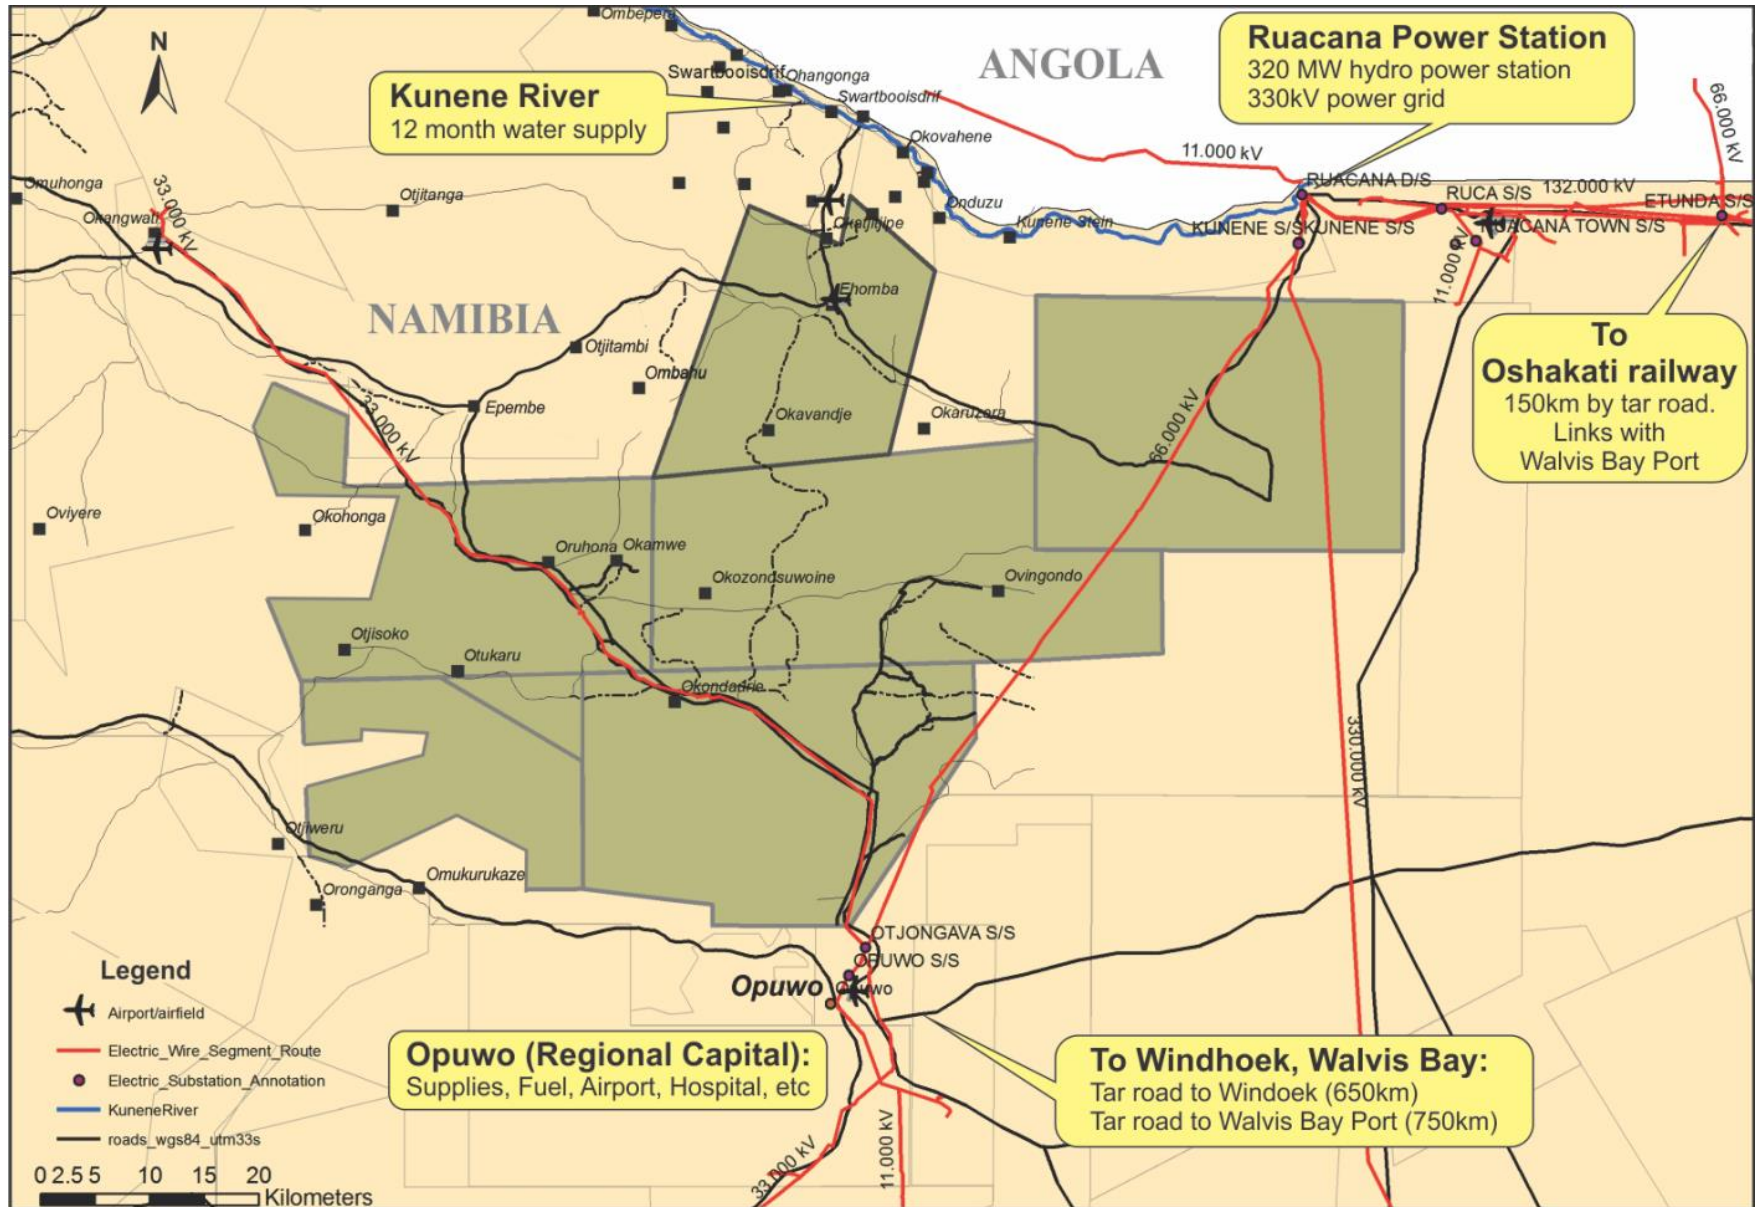 Ombepera
N
ANGOLA
Ruacana Power Station
320 MW hydro power station
330kV power grid
Kunene River
12 month water supply
Swartbooisdrif
Ohangonga
Swartbooisdrif
Okovahene
66.000 kV
11.000 kV
RUACANA D/S
RUCA S/S
132.000 kV
ETUNDA S/S
Omuhonga
33.000 kV
Otjitanga
Okangwati
Onduzu
Kunene Stein
Okatjitjipe
KUNENE S/S
KUNENE S/S
RUACANA TOWN S/S
11.000 kV
NAMIBIA
Ehomba
To
Oshakati railway
150km by tar road.
Links with
Walvis Bay Port
Otjitambi
Ombahu
Epembe
33.000 kV
Okavandje
Okaruzara
66.000 kV
Oviyere
Okohonga
Oruhona
Okamwe
Okozondsuwoine
Ovingondo
Otjisoko
Otukaru
Okondaurie
330.000 kV
Otjiweru
Omukurukaze
Oronganga
OTJONGAVA S/S
OPUWO S/S
Opuwo
Opuwo
Legend
Airport/airfield
Electric_Wire_Segment_Route
Electric_Substation_Annotation
KuneneRiver
roads_wgs84_utm33s
0 2.5 5 10 15 20
Kilometers
Opuwo (Regional Capital):
Supplies, Fuel, Airport, Hospital, etc
To Windhoek, Walvis Bay:
Tar road to Windoek (650km)
Tar road to Walvis Bay Port (750km)
33.000 kV
11.000 kV